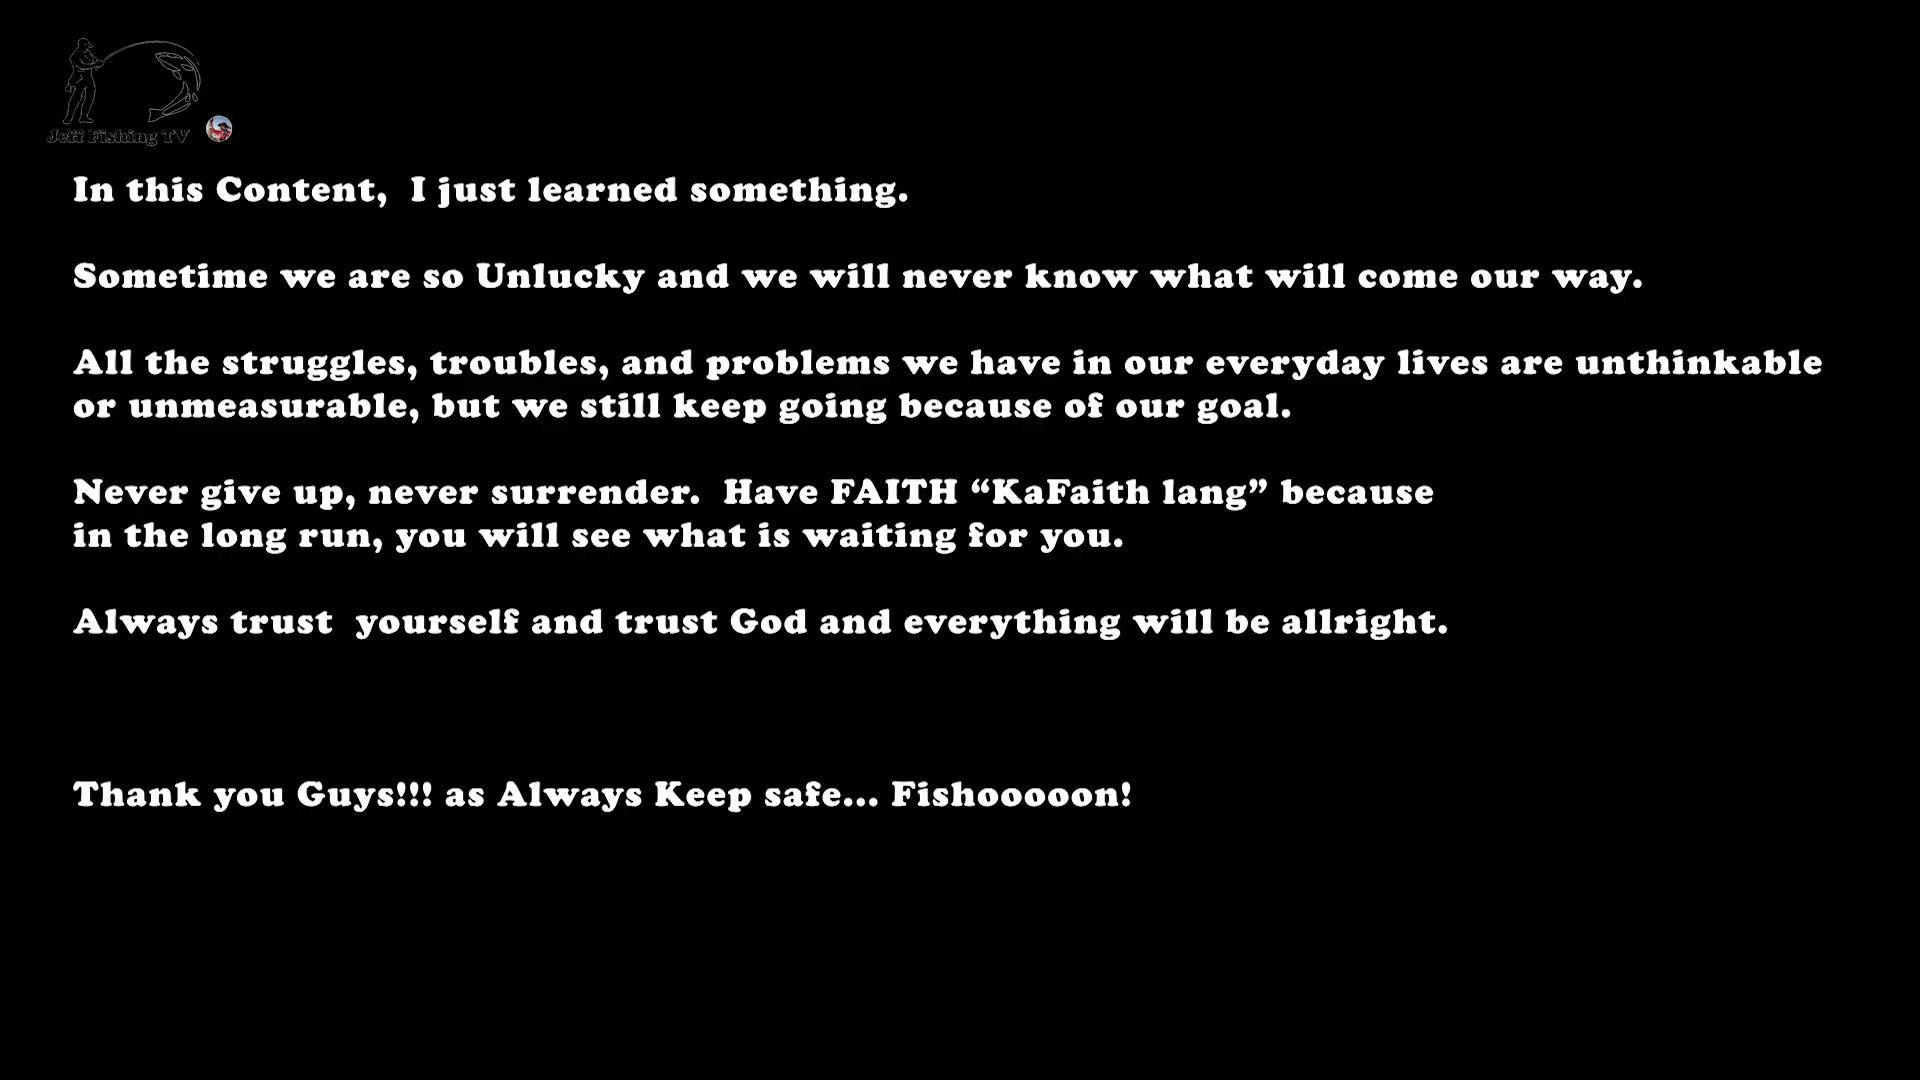 Jeff Fishing TV
In this Content,  I just learned something.
Sometime we are so Unlucky and we will never know what will come our way.
All the struggles, troubles, and problems we have in our everyday lives are unthinkable
or unmeasurable, but we still keep going because of our goal.
Never give up, never surrender.  Have FAITH “KaFaith lang” because
in the long run, you will see what is waiting for you.
Always trust  yourself and trust God and everything will be allright.
Thank you Guys!!! as Always Keep safe... Fishooooon!